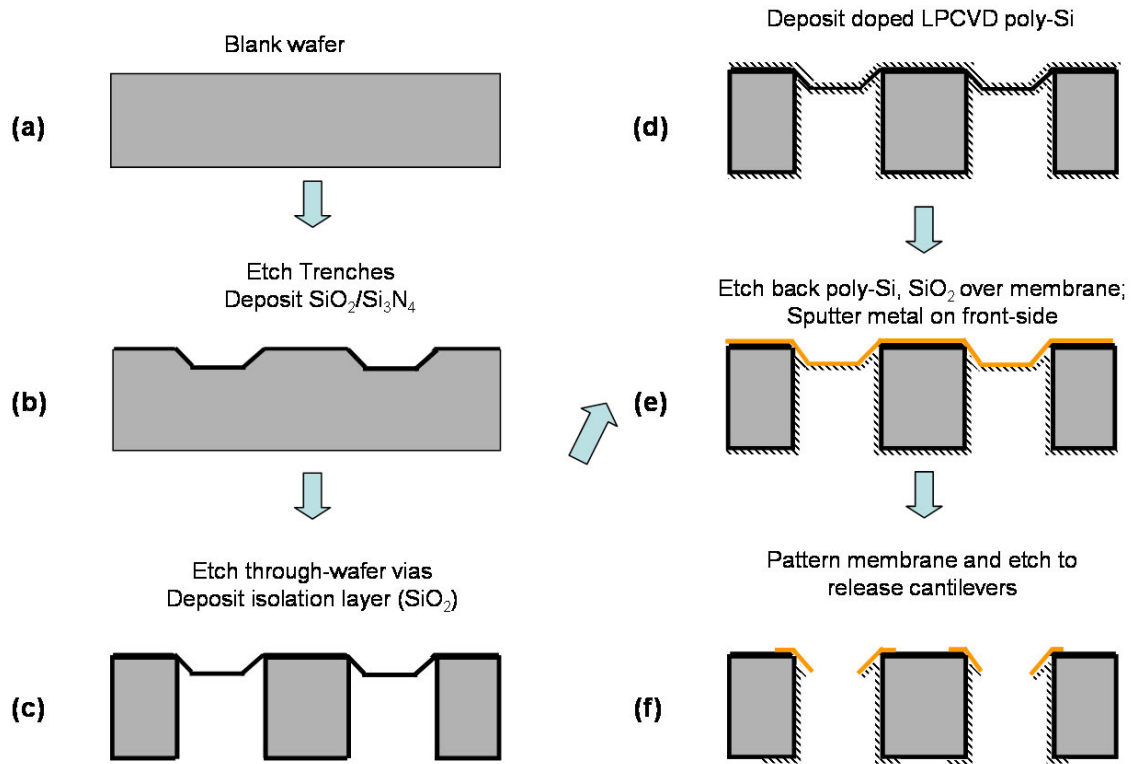 Blank wafer
(a)
Etch Trenches
Deposit SiO₂/Si₃N₄
(b)
Etch through-wafer vias
Deposit isolation layer (SiO₂)
(c)
Deposit doped LPCVD poly-Si
(d)
Etch back poly-Si, SiO₂ over membrane;
Sputter metal on front-side
(e)
Pattern membrane and etch to
release cantilevers
(f)